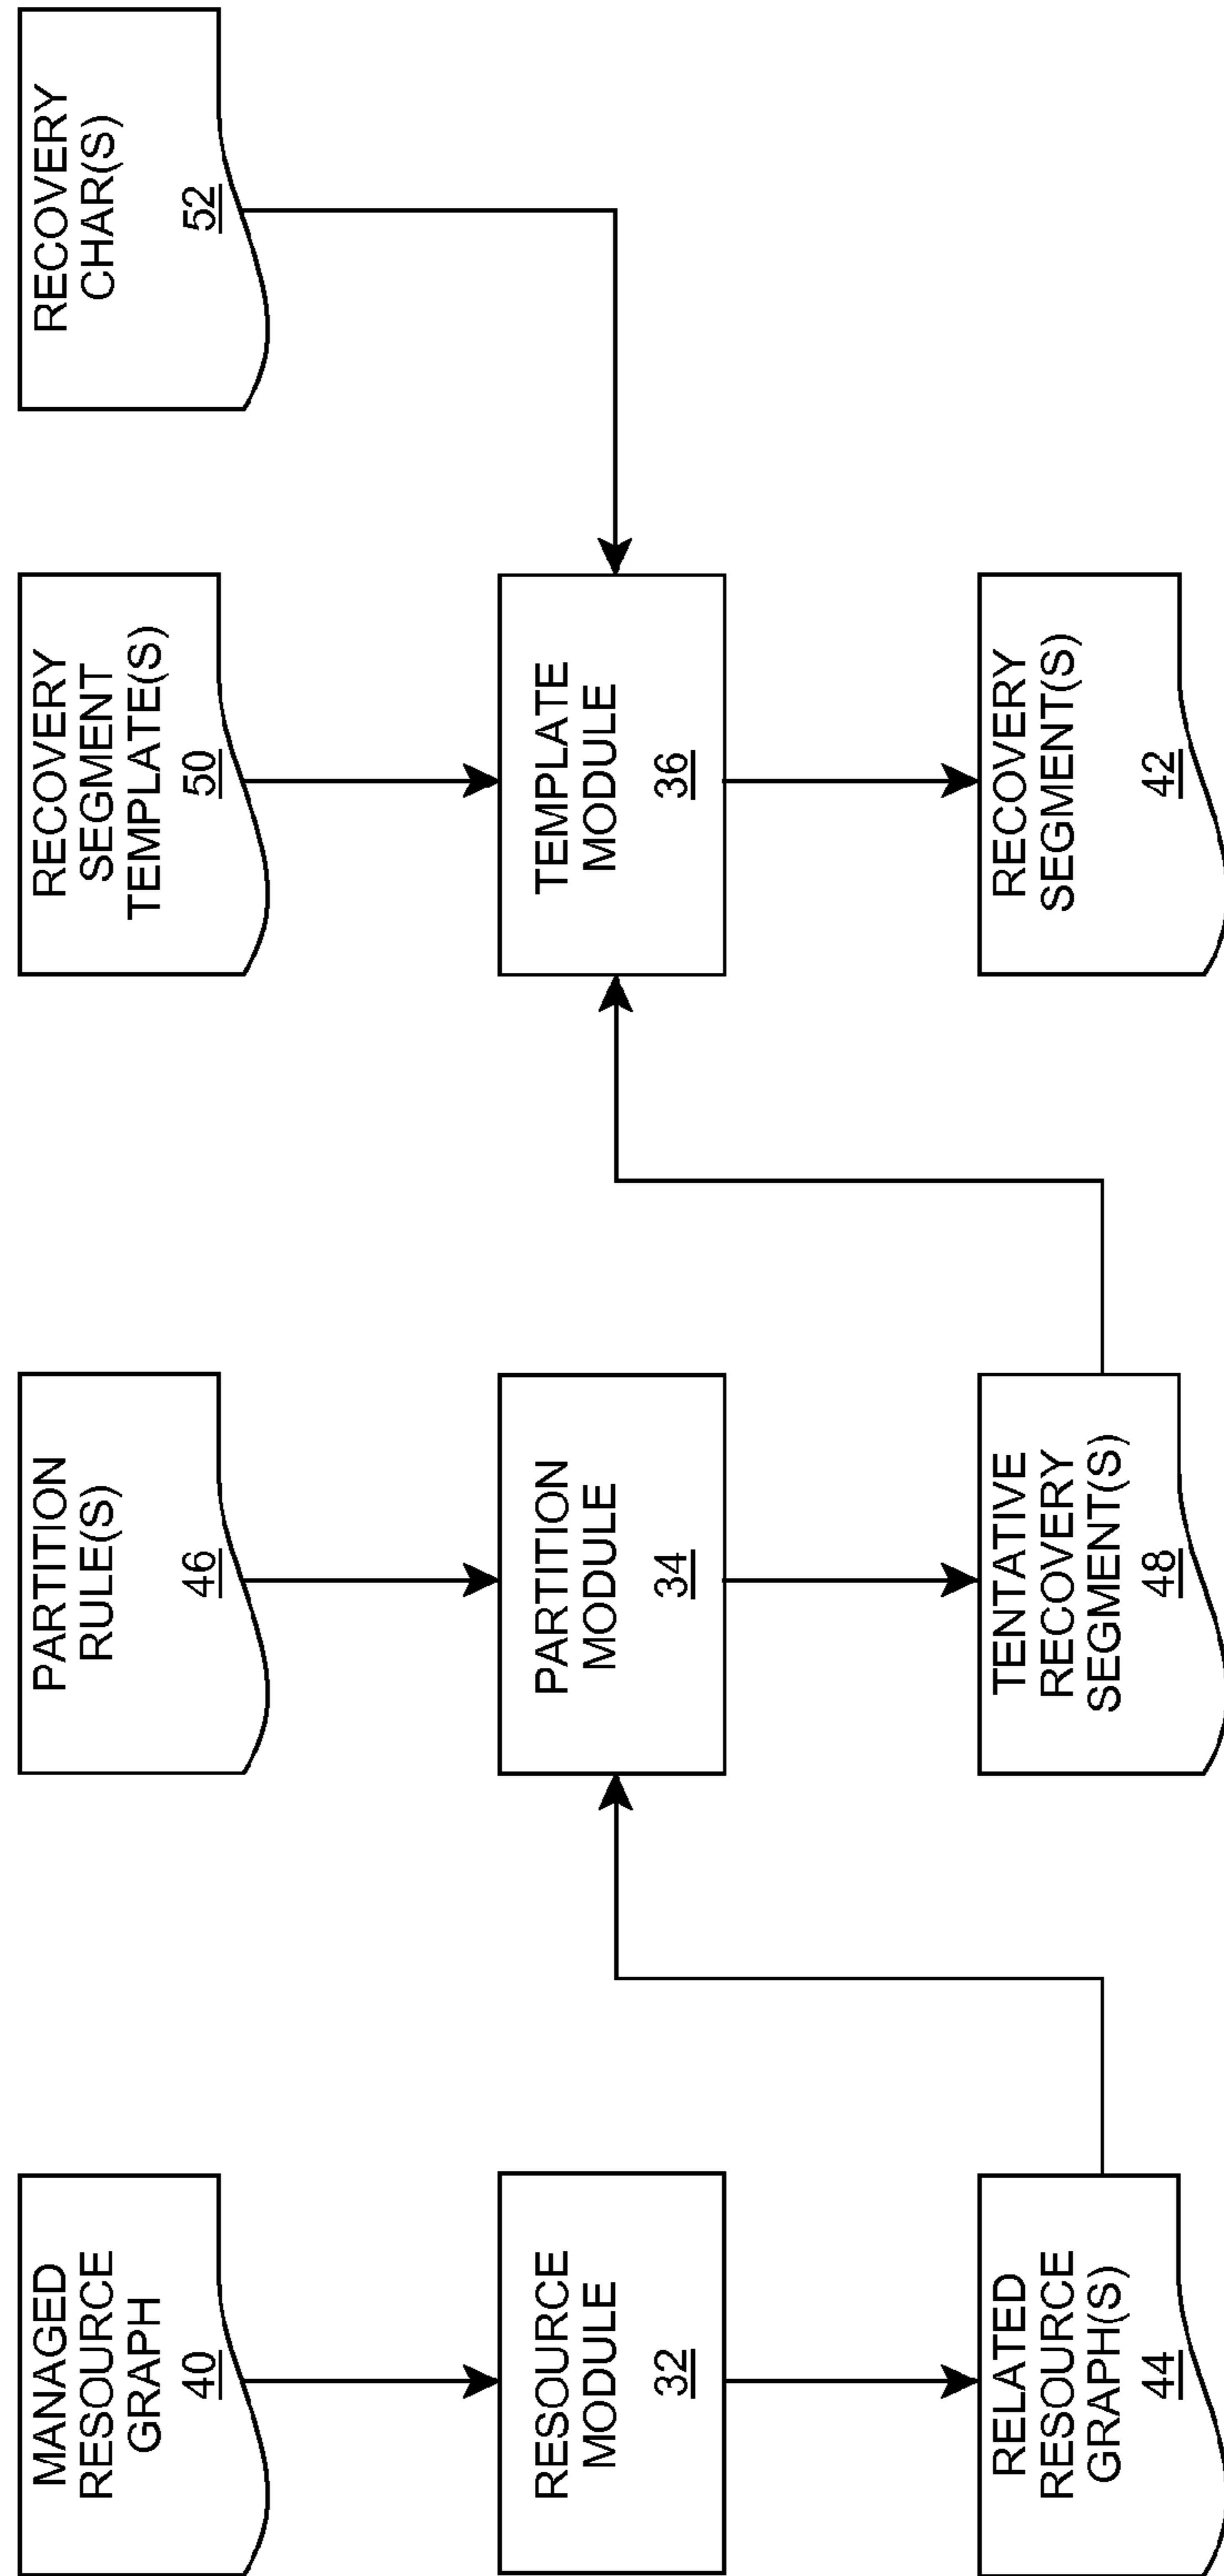 MANAGED
RESOURCE
GRAPH
40
PARTITION
RULE(S)
46
RECOVERY
SEGMENT
TEMPLATE(S)
50
RECOVERY
CHAR(S)
52
RESOURCE
MODULE
32
PARTITION
MODULE
34
TEMPLATE
MODULE
36
RELATED
RESOURCE
GRAPH(S)
44
TENTATIVE
RECOVERY
SEGMENT(S)
48
RECOVERY
SEGMENT(S)
42